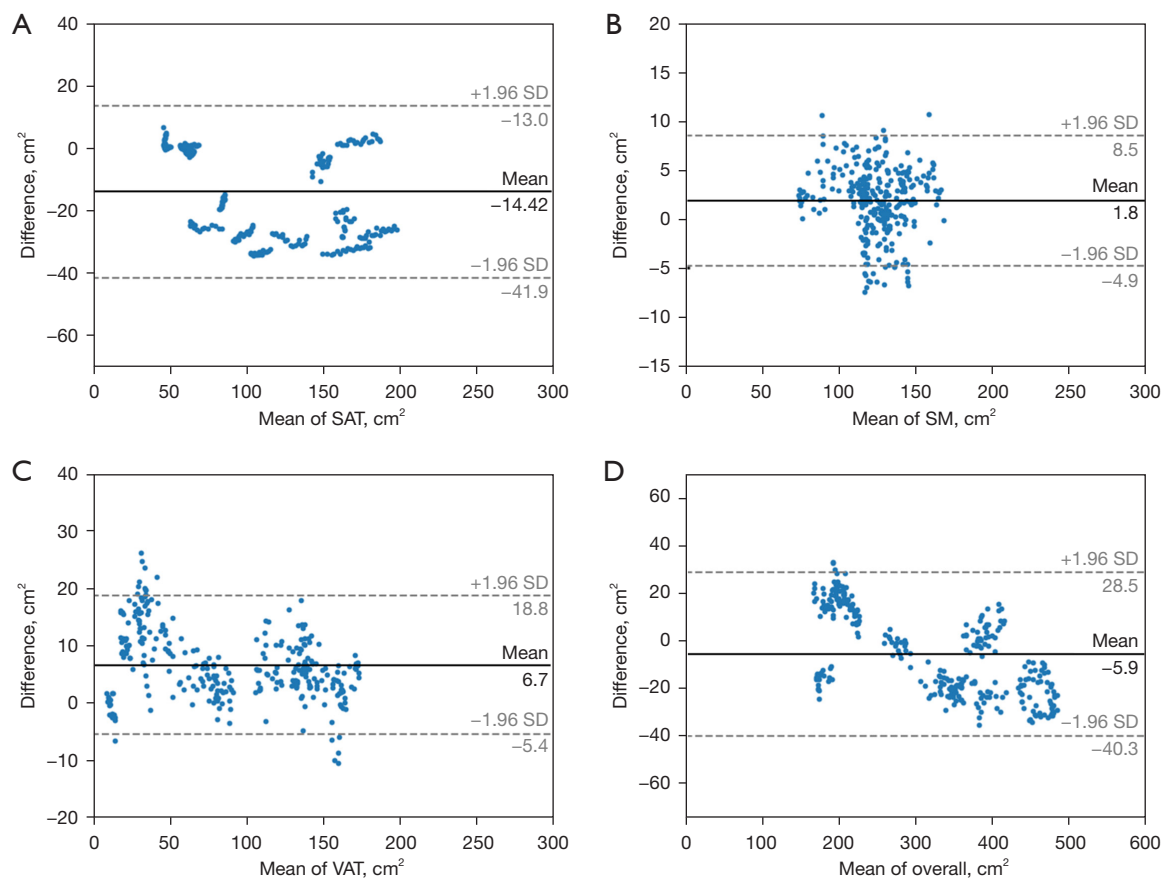 A
40
20
0
−20
−40
−60
Difference, cm²
+1.96 SD
−13.0
Mean
−14.42
−1.96 SD
−41.9
0 50 100 150 200 300
Mean of SAT, cm²
B
20
15
10
5
0
−5
−10
−15
Difference, cm²
+1.96 SD
8.5
Mean
1.8
−1.96 SD
−4.9
0 50 100 150 200 250 300
Mean of SM, cm²
C
40
30
20
10
0
−10
−20
Difference, cm²
+1.96 SD
18.8
Mean
6.7
−1.96 SD
−5.4
0 50 100 150 200 300
Mean of VAT, cm²
D
60
40
20
0
−20
−40
−60
Difference, cm²
+1.96 SD
28.5
Mean
−5.9
−1.96 SD
−40.3
0 100 200 300 400 500 600
Mean of overall, cm²